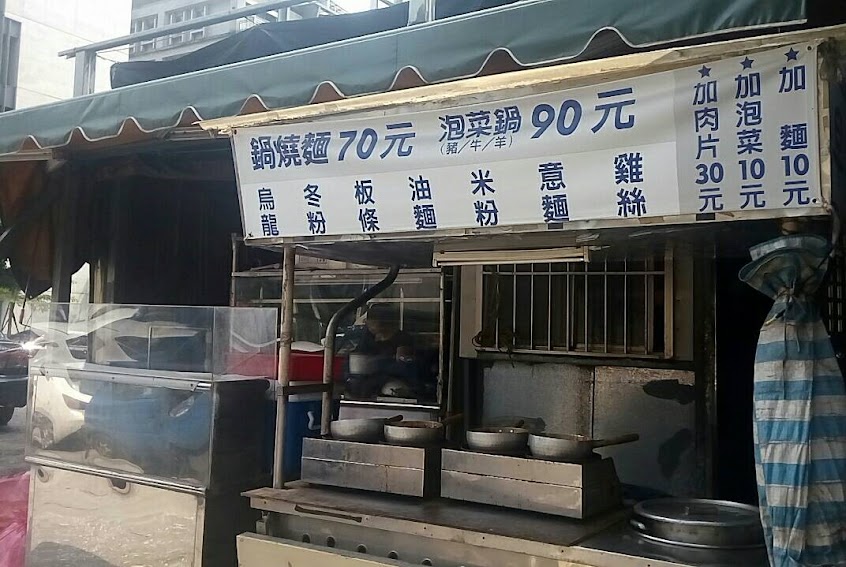 鍋燒麵70元 泡菜鍋90元
(豬/牛/羊)
烏龍 冬粉 板條 油麵 米粉 意麵 雞絲
★加肉片30元
★加泡菜10元
★加麵10元.